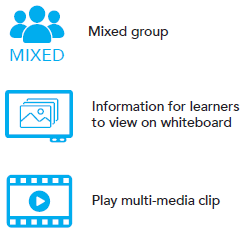 MIXED
Mixed group
Information for learners
to view on whiteboard
Play multi-media clip